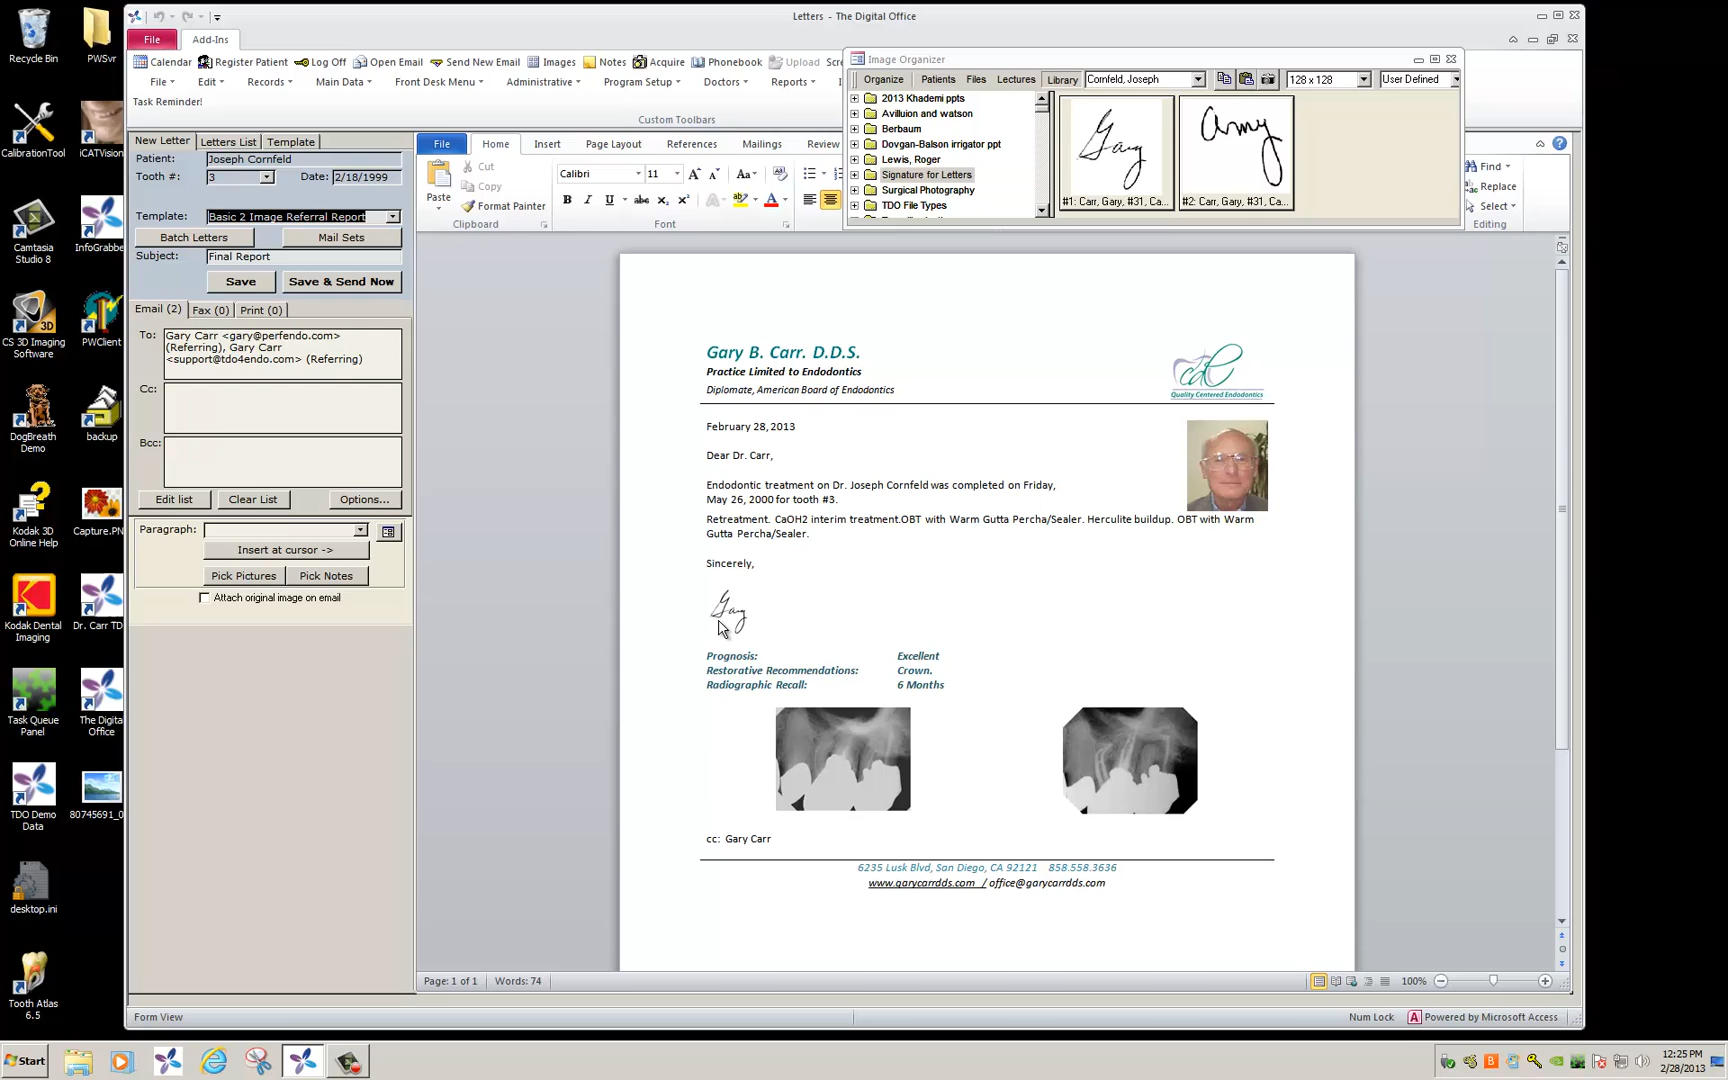 Letters - The Digital Office
File
Add-Ins
Calendar
Register Patient
Log Off
Open Email
Send New Email
Images
Notes
Acquire
Phonebook
Upload
File
Edit
Records
Main Data
Front Desk Menu
Administrative
Program Setup
Doctors
Reports
Task Reminder!
Custom Toolbars
Image Organizer
Organize
Patients
Files
Lectures
Library
Cornfeld, Joseph
128 x 128
User Defined
2013 Khademi ppts
Avilluion and watson
Berbaum
Dovgan-Balson irrigator ppt
Lewis, Roger
Signature for Letters
Surgical Photography
TDO File Types
Gary
Amy
#1: Carr, Gary, #31, Ca...
#2: Carr, Gary, #31, Ca...
New Letter
Letters List
Template
Patient:
Joseph Cornfeld
Tooth #:
3
Date:
2/18/1999
Template:
Basic 2 Image Referral Report
Batch Letters
Mail Sets
Subject:
Final Report
Save
Save & Send Now
Email (2)
Fax (0)
Print (0)
To:
Gary Carr <gary@perfendo.com>
(Referring), Gary Carr
<support@tdo4endo.com> (Referring)
Cc:
Bcc:
Edit list
Clear List
Options...
Paragraph:
Insert at cursor ->
Pick Pictures
Pick Notes
Attach original image on email
File
Home
Insert
Page Layout
References
Mailings
Review
Paste
Cut
Copy
Format Painter
Clipboard
Calibri
11
Font
Find
Replace
Select
Editing
Gary B. Carr. D.D.S.
Practice Limited to Endodontics
Diplomate, American Board of Endodontics
Quality Centered Endodontics
February 28, 2013
Dear Dr. Carr,
Endodontic treatment on Dr. Joseph Cornfeld was completed on Friday,
May 26, 2000 for tooth #3.
Retreatment. CaOH2 interim treatment.OBT with Warm Gutta Percha/Sealer. Herculite buildup. OBT with Warm
Gutta Percha/Sealer.
Sincerely,
Gary
Prognosis: Excellent
Restorative Recommendations: Crown.
Radiographic Recall: 6 Months
cc: Gary Carr
6235 Lusk Blvd, San Diego, CA 92121 858.558.3636
www.garycarrdds.com / office@garycarrdds.com
Page: 1 of 1
Words: 74
100%
Form View
Num Lock
Powered by Microsoft Access
Recycle Bin
PWSvr
CalibrationTool
iCATVision
Camtasia
Studio 8
InfoGrabbe
CS 3D Imaging
Software
PWClient
DogBreath
Demo
backup
Kodak 3D
Online Help
Capture.PN
Kodak Dental
Imaging
Dr. Carr TD
Task Queue
Panel
The Digital
Office
TDO Demo
Data
80745691_0
desktop.ini
Tooth Atlas
6.5
Start
12:25 PM
2/28/2013